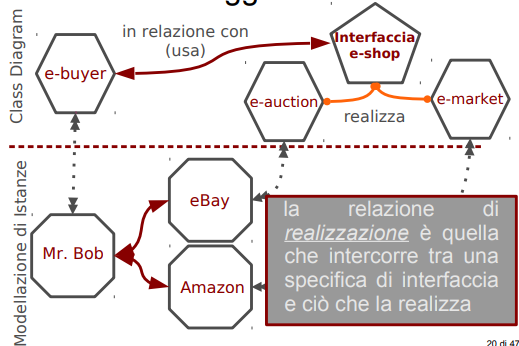 in relazione con
(usa)
Interfaccia
e-shop
Class Diagram
e-buyer
e-auction
e-market
realizza
Modellazione di Istanze
eBay
Mr. Bob
Amazon
la relazione di
realizzazione è quella
che intercorre tra una
specifica di interfaccia
e ciò che la realizza
20 di 47